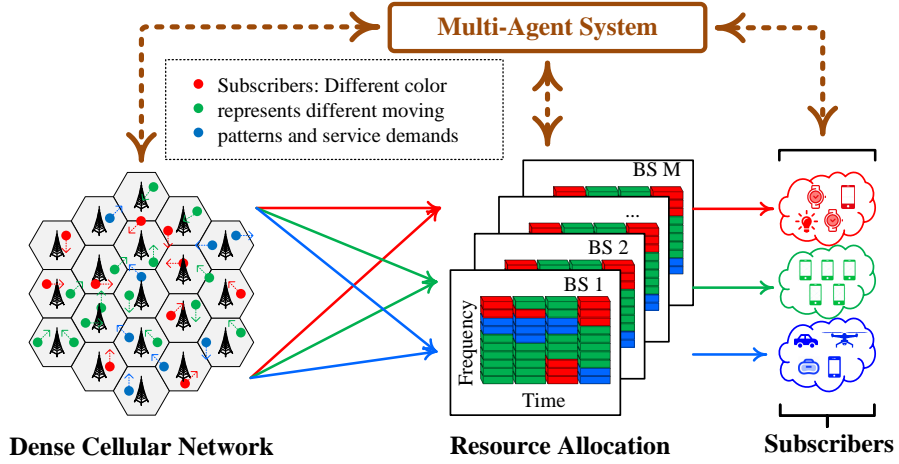 Multi-Agent System
Subscribers: Different color
represents different moving
patterns and service demands
BS M
...
BS 2
BS 1
Frequency
Time
Dense Cellular Network
Resource Allocation
Subscribers